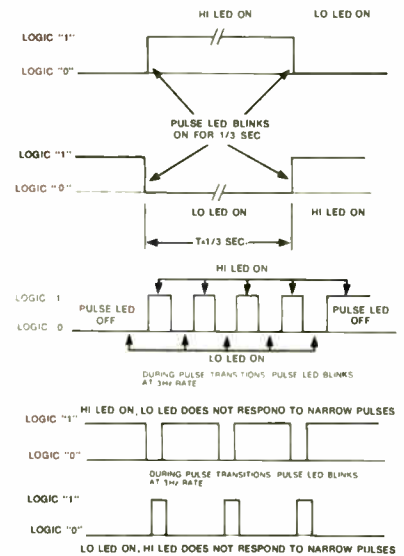 HI LED ON LO LED ON
LOGIC "1"
LOGIC "0"
PULSE LED BLINKS
ON FOR 1/3 SEC
LOGIC "1"
LOGIC "0"
LO LED ON HI LED ON
T≥1/3 SEC
HI LED ON
LOGIC 1
PULSE LED
OFF
PULSE LED
OFF
LOGIC 0
LO LED ON
DURING PULSE TRANSITIONS PULSE LED BLINKS
AT 3Hz RATE
HI LED ON, LO LED DOES NOT RESPOND TO NARROW PULSES
LOGIC "1"
LOGIC "0"
DURING PULSE TRANSITIONS PULSE LED BLINKS
AT 3Hz RATE
LOGIC "1"
LOGIC "0"
LO LED ON, HI LED DOES NOT RESPOND TO NARROW PULSES